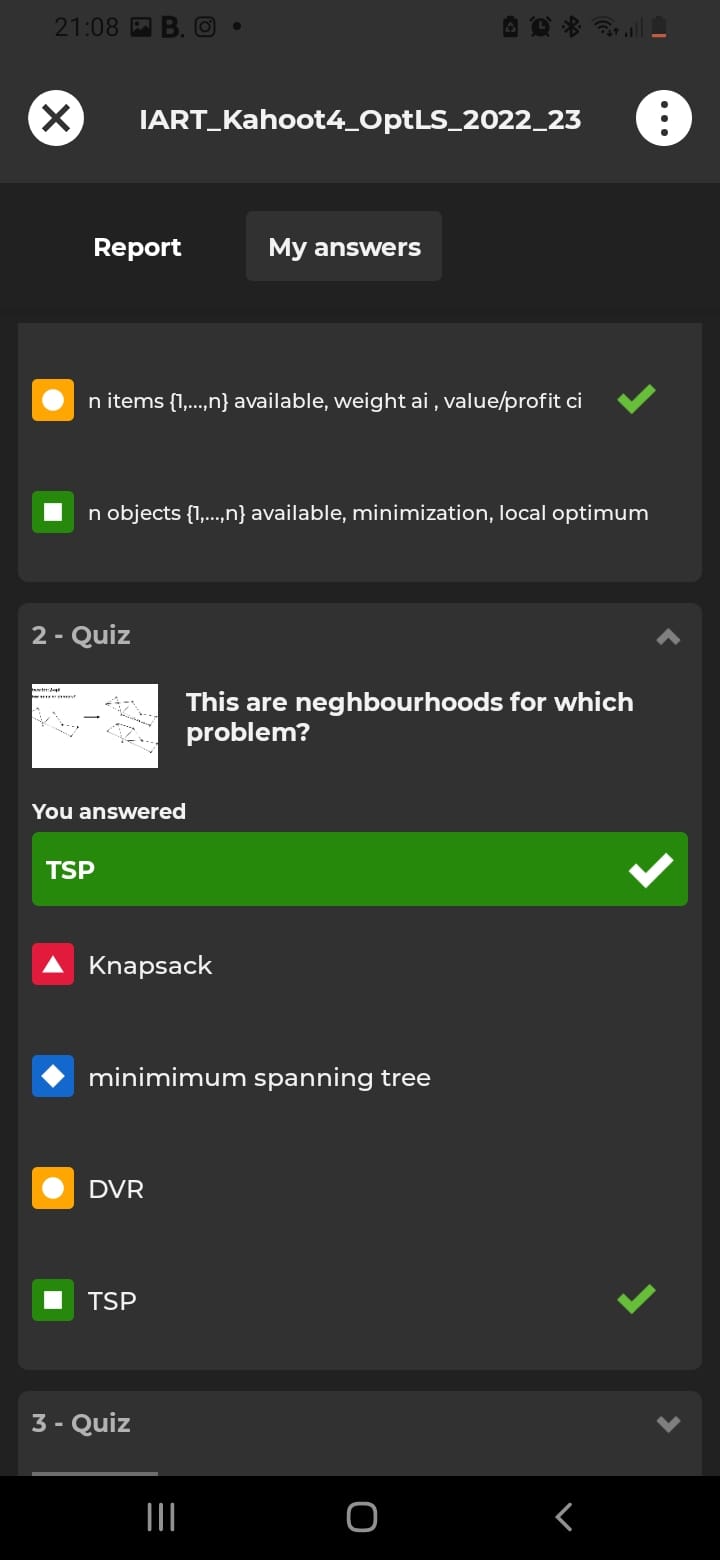 21:08 B.
IART_Kahoot4_OptLS_2022_23
Report
My answers
n items {1,...,n} available, weight ai , value/profit ci
n objects {1,...,n} available, minimization, local optimum
2 - Quiz
This are neghbourhoods for which
problem?
You answered
TSP
Knapsack
minimimum spanning tree
DVR
TSP
3 - Quiz